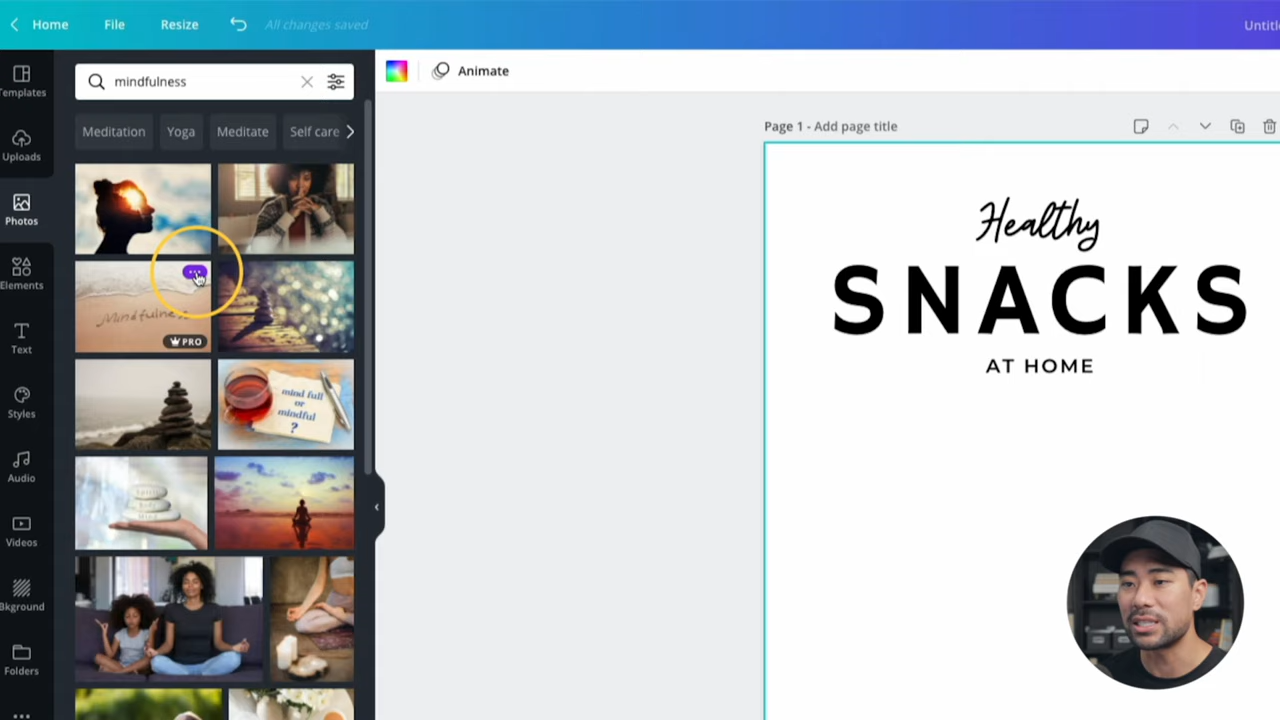 Home File Resize All changes saved Untitl
Templates
Uploads
Photos
Elements
Text
Styles
Audio
Videos
Bkground
Folders
mindfulness
Meditation Yoga Meditate Self care
Mindfulness
PRO
mind full
or
mindful
?
Animate
Page 1 - Add page title
Healthy
SNACKS
AT HOME